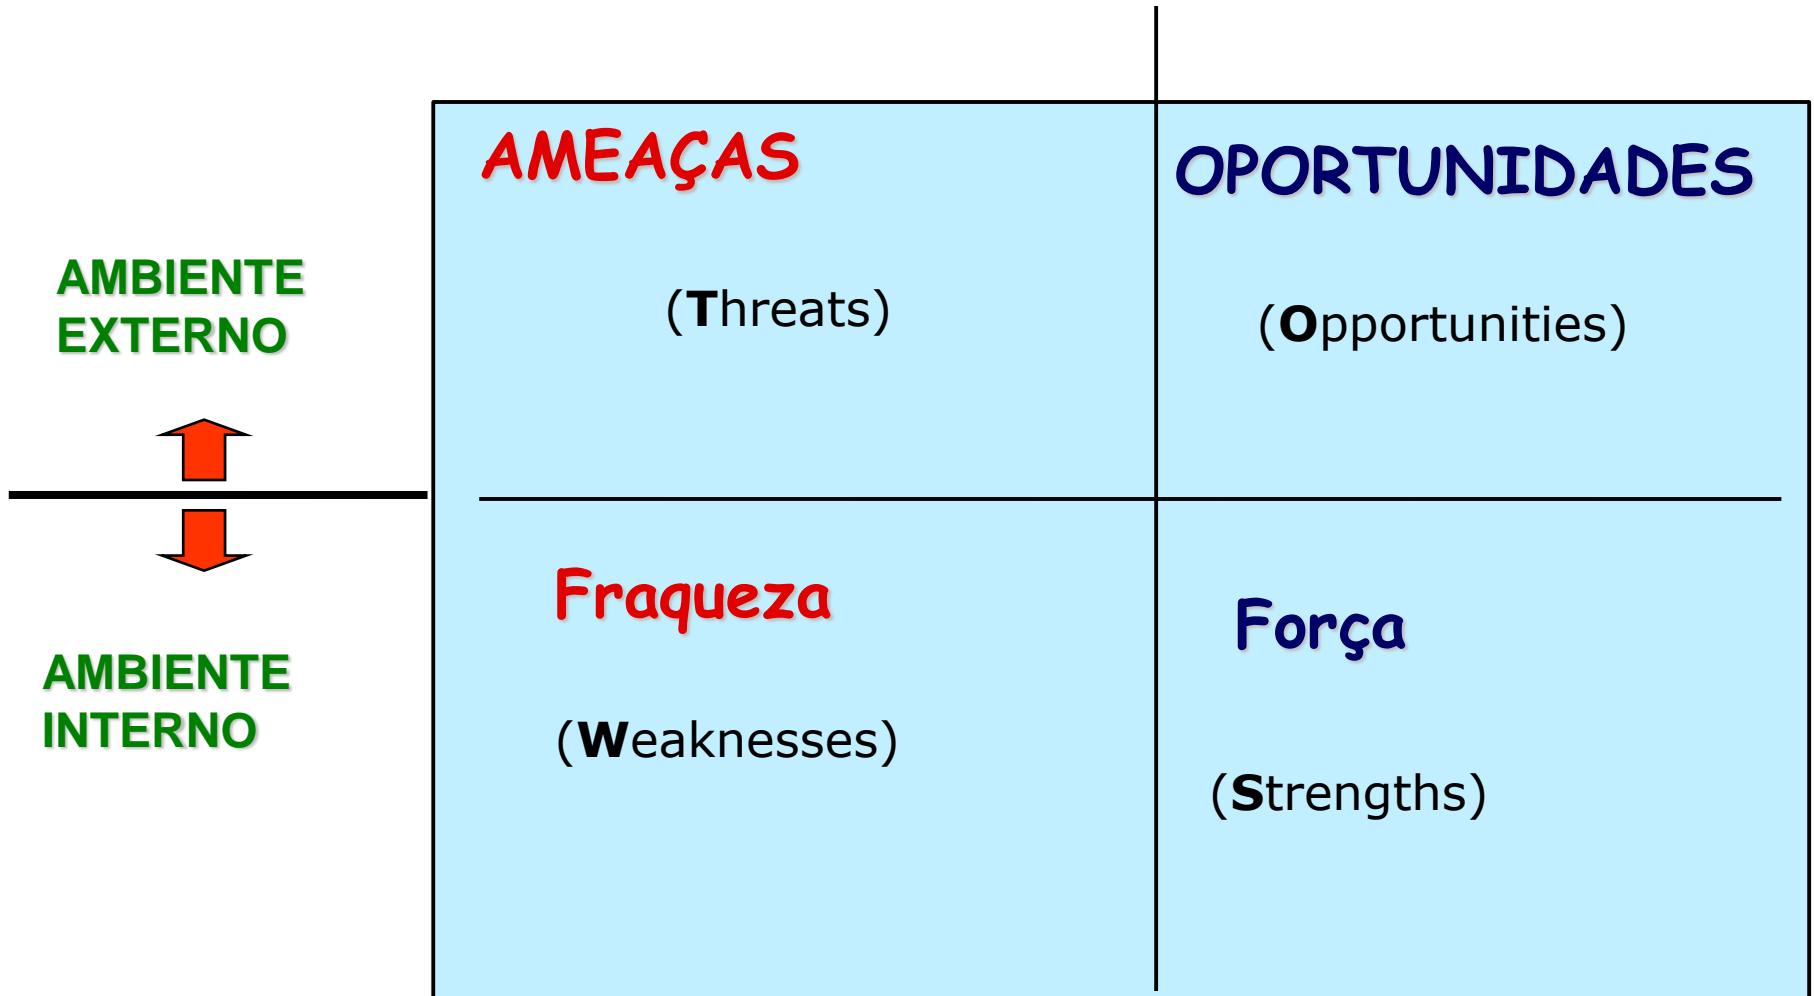 AMEAÇAS
OPORTUNIDADES
AMBIENTE
EXTERNO
(Threats)
(Opportunities)
Fraqueza
Força
AMBIENTE
INTERNO
(Weaknesses)
(Strengths)